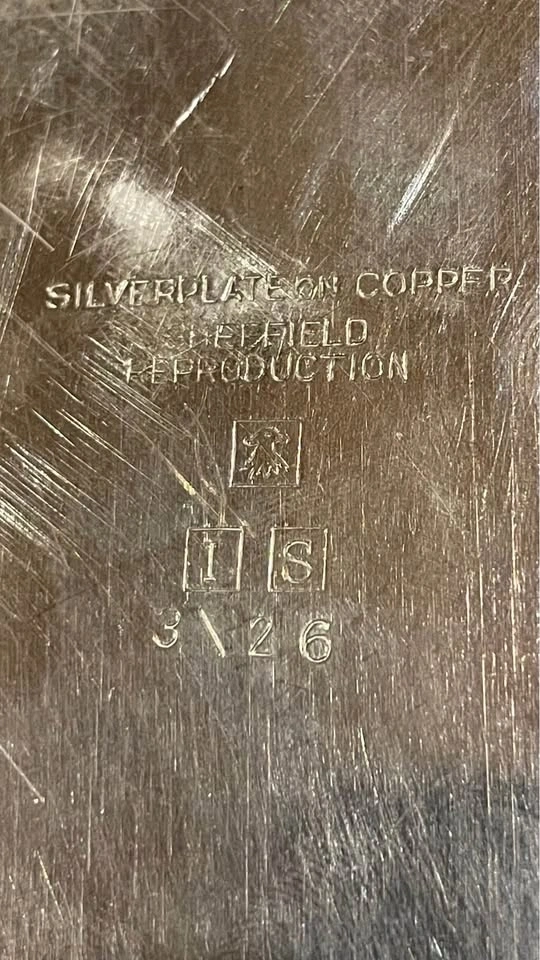 SILVERPLATE ON COPPER
SHEFFIELD
REPRODUCTION
I S
3\26